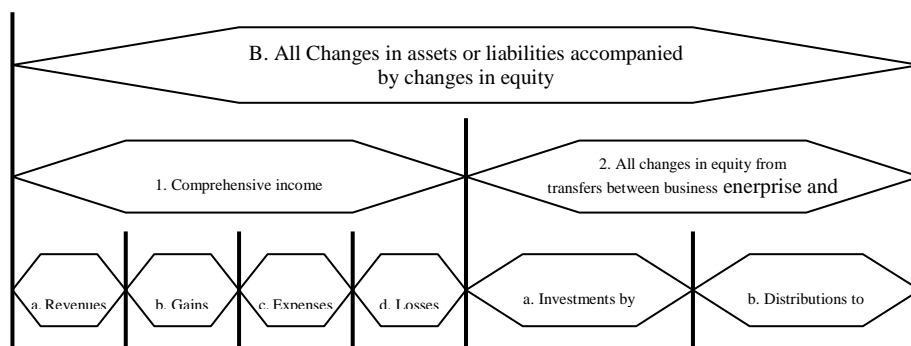 B. All Changes in assets or liabilities accompanied
by changes in equity
1. Comprehensive income
2. All changes in equity from
transfers between business enerprise and
a. Revenues
b. Gains
c. Expenses
d. Losses
a. Investments by
b. Distributions to